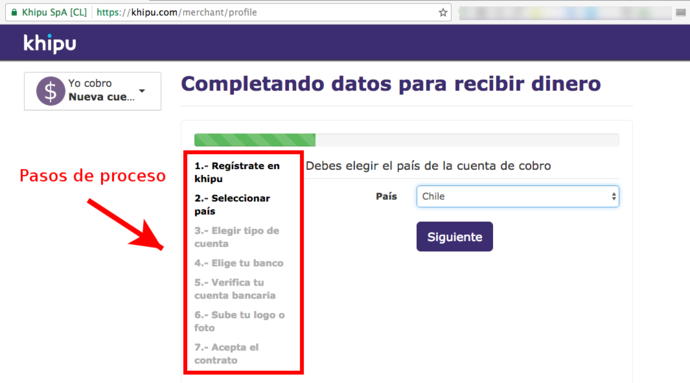 Khipu SpA [CL] https://khipu.com/merchant/profile
khipu
Yo cobro
Nueva cue...
Completando datos para recibir dinero
Pasos de proceso
1.- Regístrate en
khipu
2.- Seleccionar
país
3.- Elegir tipo de
cuenta
4.- Elige tu banco
5.- Verifica tu
cuenta bancaria
6.- Sube tu logo o
foto
7.- Acepta el
contrato
Debes elegir el país de la cuenta de cobro
País Chile
Siguiente